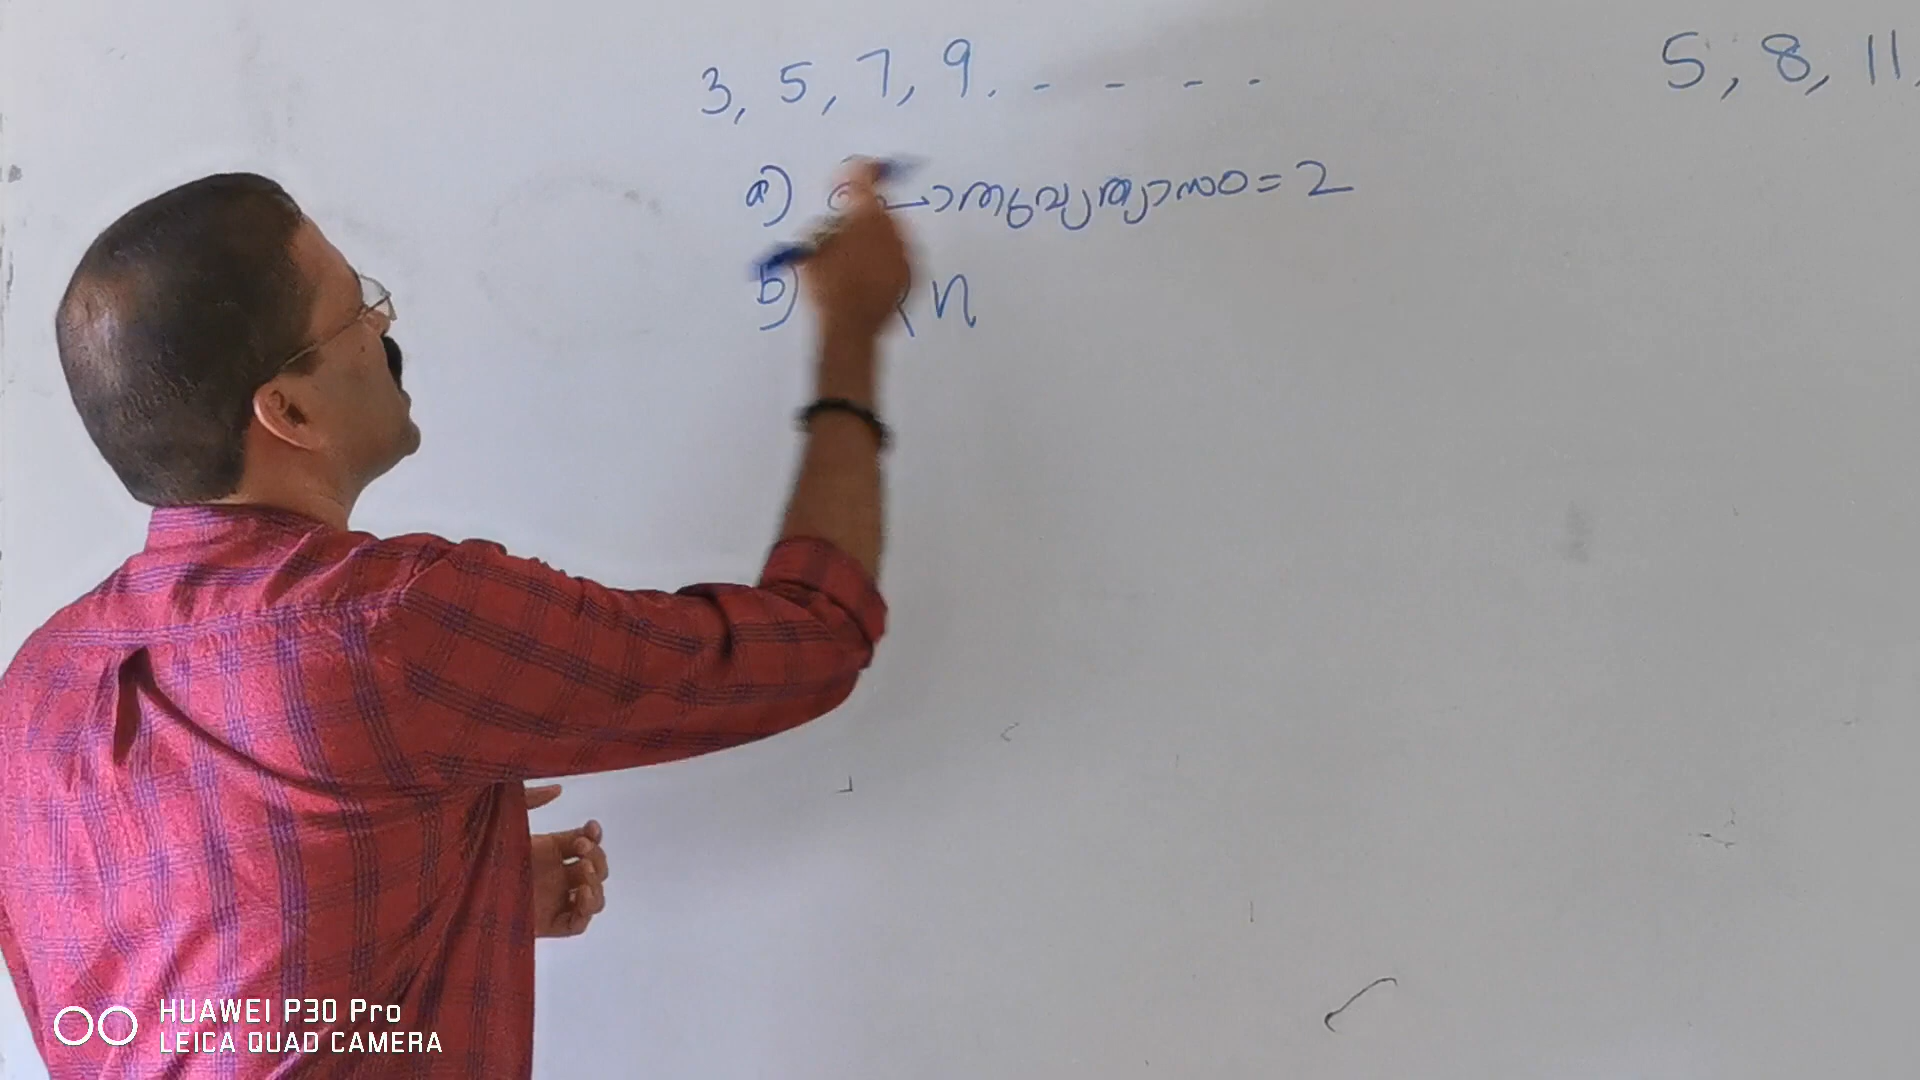 3, 5, 7, 9, - - - -
5, 8, 11,
a) പൊതുവ്യത്യാസം = 2
b) n
HUAWEI P30 Pro
LEICA QUAD CAMERA